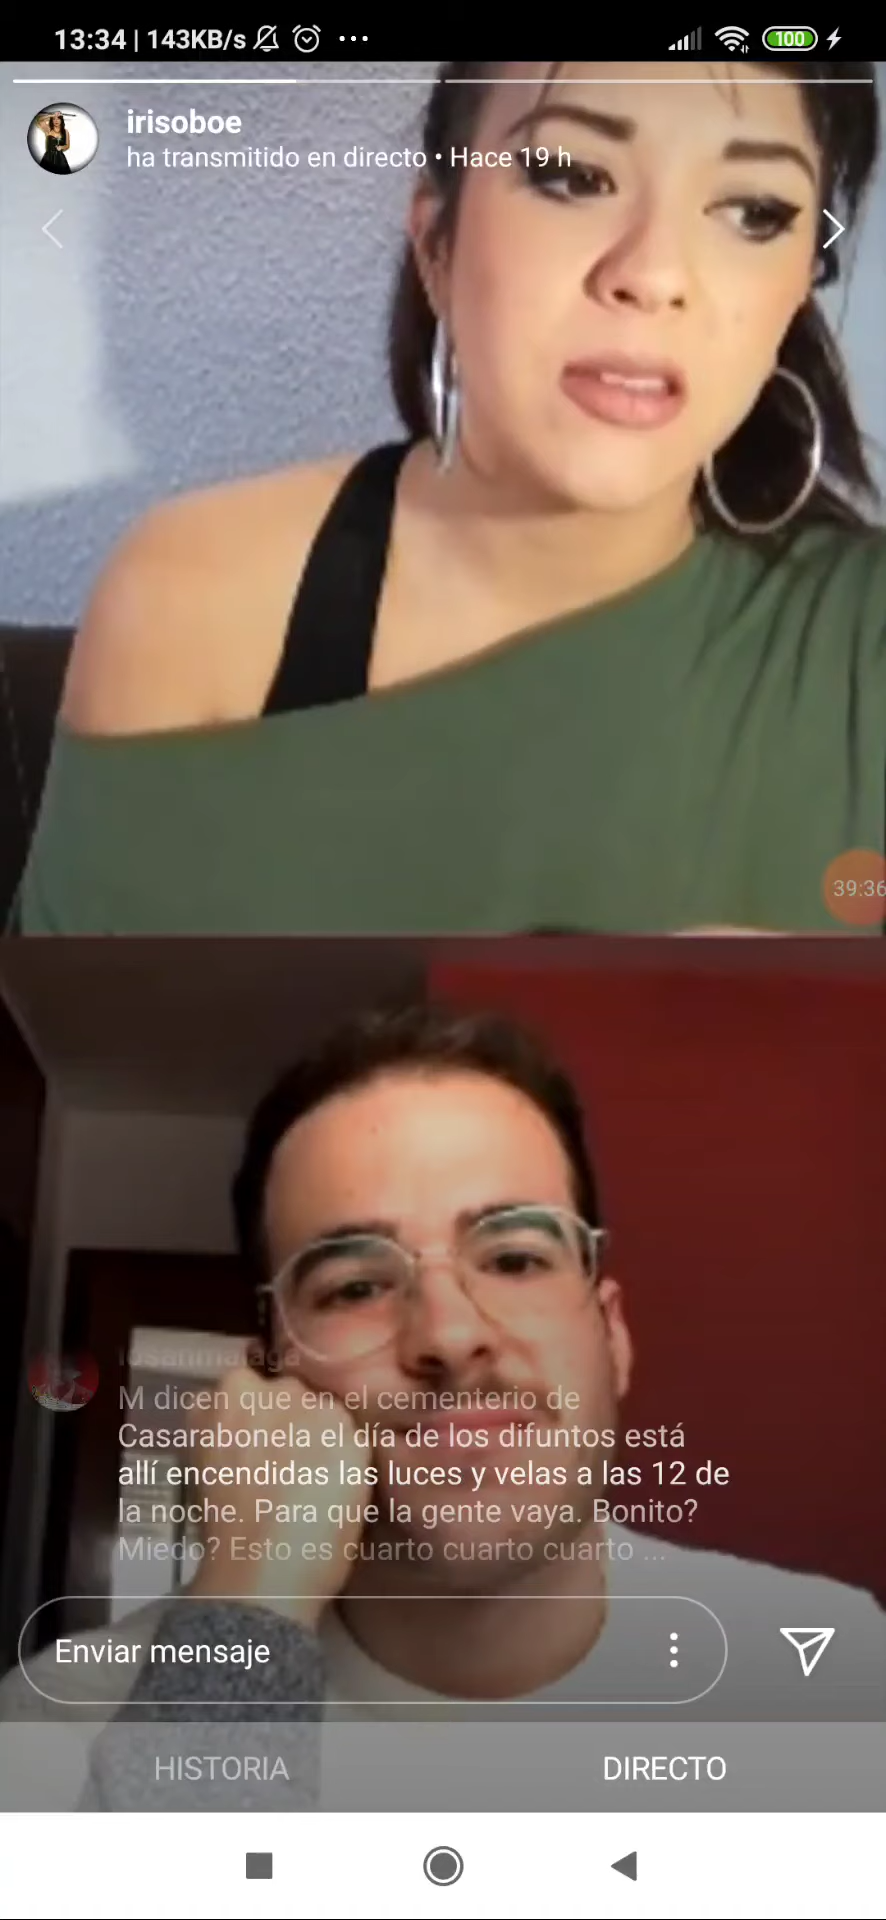 13:34 | 143KB/s
100
irisoboe
ha transmitido en directo • Hace 19 h
39:36
losanmalaga
M dicen que en el cementerio de
Casarabonela el día de los difuntos está
allí encendidas las luces y velas a las 12 de
la noche. Para que la gente vaya. Bonito?
Miedo? Esto es cuarto cuarto cuarto ...
Enviar mensaje
HISTORIA
DIRECTO